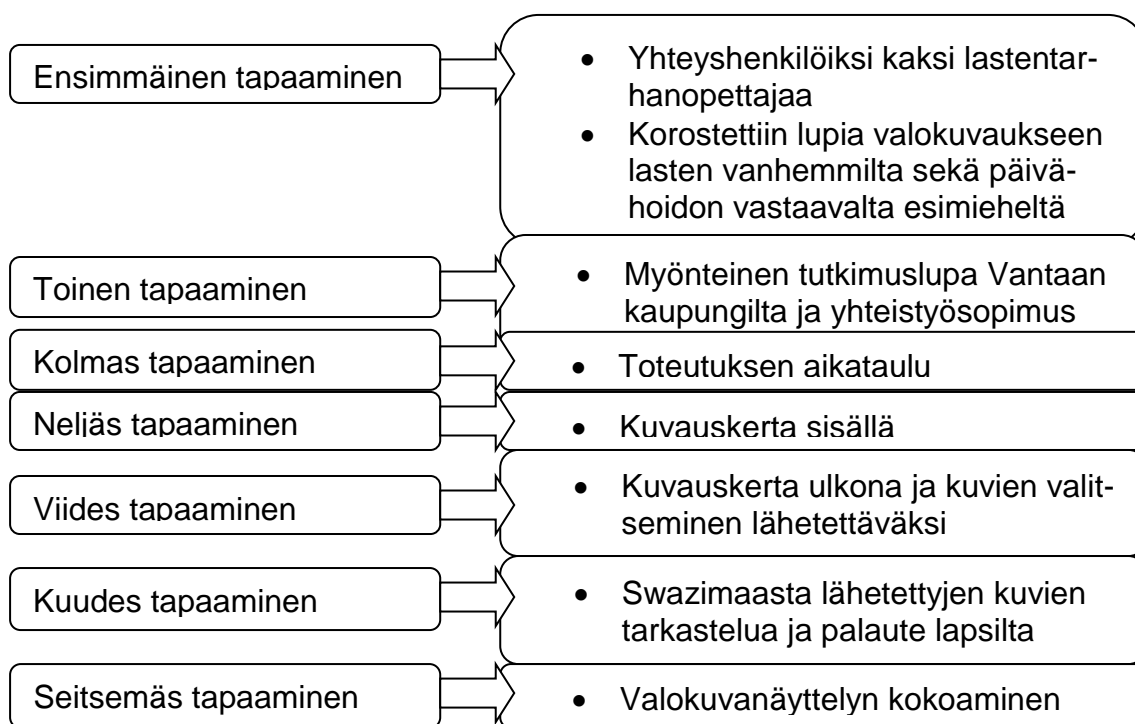 Ensimmäinen tapaaminen
• Yhteyshenkilöiksi kaksi lastentar-
hanopettajaa
• Korostettiin lupia valokuvaukseen
lasten vanhemmilta sekä päivä-
hoidon vastaavalta esimieheltä
Toinen tapaaminen
• Myönteinen tutkimuslupa Vantaan
kaupungilta ja yhteistyösopimus
Kolmas tapaaminen
• Toteutuksen aikataulu
Neljäs tapaaminen
• Kuvauskerta sisällä
Viides tapaaminen
• Kuvauskerta ulkona ja kuvien valit-
seminen lähetettäväksi
Kuudes tapaaminen
• Swazimaasta lähetettyjen kuvien
tarkastelua ja palaute lapsilta
Seitsemäs tapaaminen
• Valokuvanäyttelyn kokoaminen